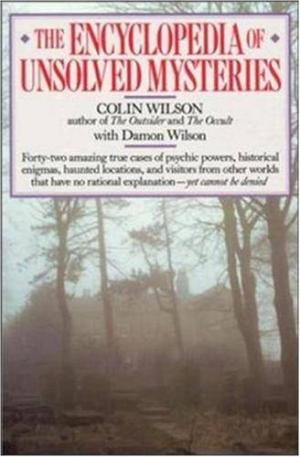 THE ENCYCLOPEDIA OF
UNSOLVED MYSTERIES
COLIN WILSON
author of The Outsider and The Occult
with Damon Wilson
Forty-two amazing true cases of psychic powers, historical
enigmas, haunted locations, and visitors from other worlds
that have no rational explanation—yet cannot be denied